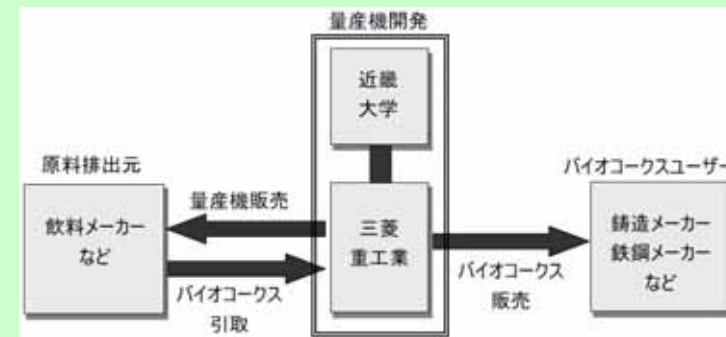 量産機開発
近畿
大学
原料排出元
飲料メーカー
など
量産機販売
バイオコークス
引取
三菱
重工業
バイオコークス
販売
バイオコークスユーザー
鋳造メーカー
鉄鋼メーカー
など